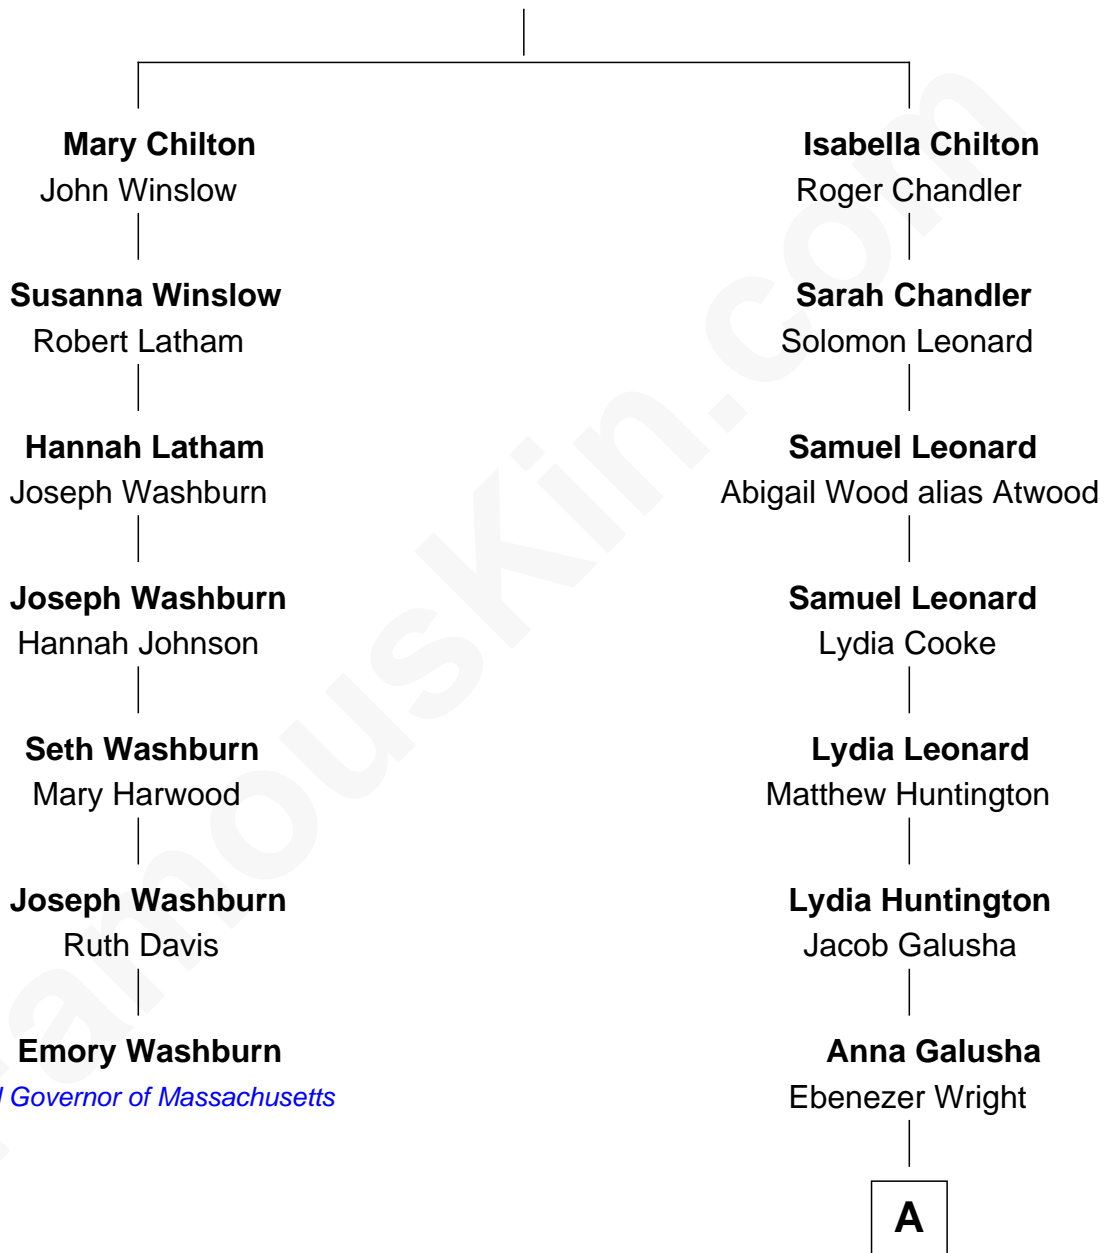 Mary Chilton
John Winslow
Isabella Chilton
Roger Chandler
Susanna Winslow
Robert Latham
Sarah Chandler
Solomon Leonard
Hannah Latham
Joseph Washburn
Samuel Leonard
Abigail Wood alias Atwood
Joseph Washburn
Hannah Johnson
Samuel Leonard
Lydia Cooke
Seth Washburn
Mary Harwood
Lydia Leonard
Matthew Huntington
Joseph Washburn
Ruth Davis
Lydia Huntington
Jacob Galusha
Emory Washburn
Governor of Massachusetts
Anna Galusha
Ebenezer Wright
A
FamousKin.com